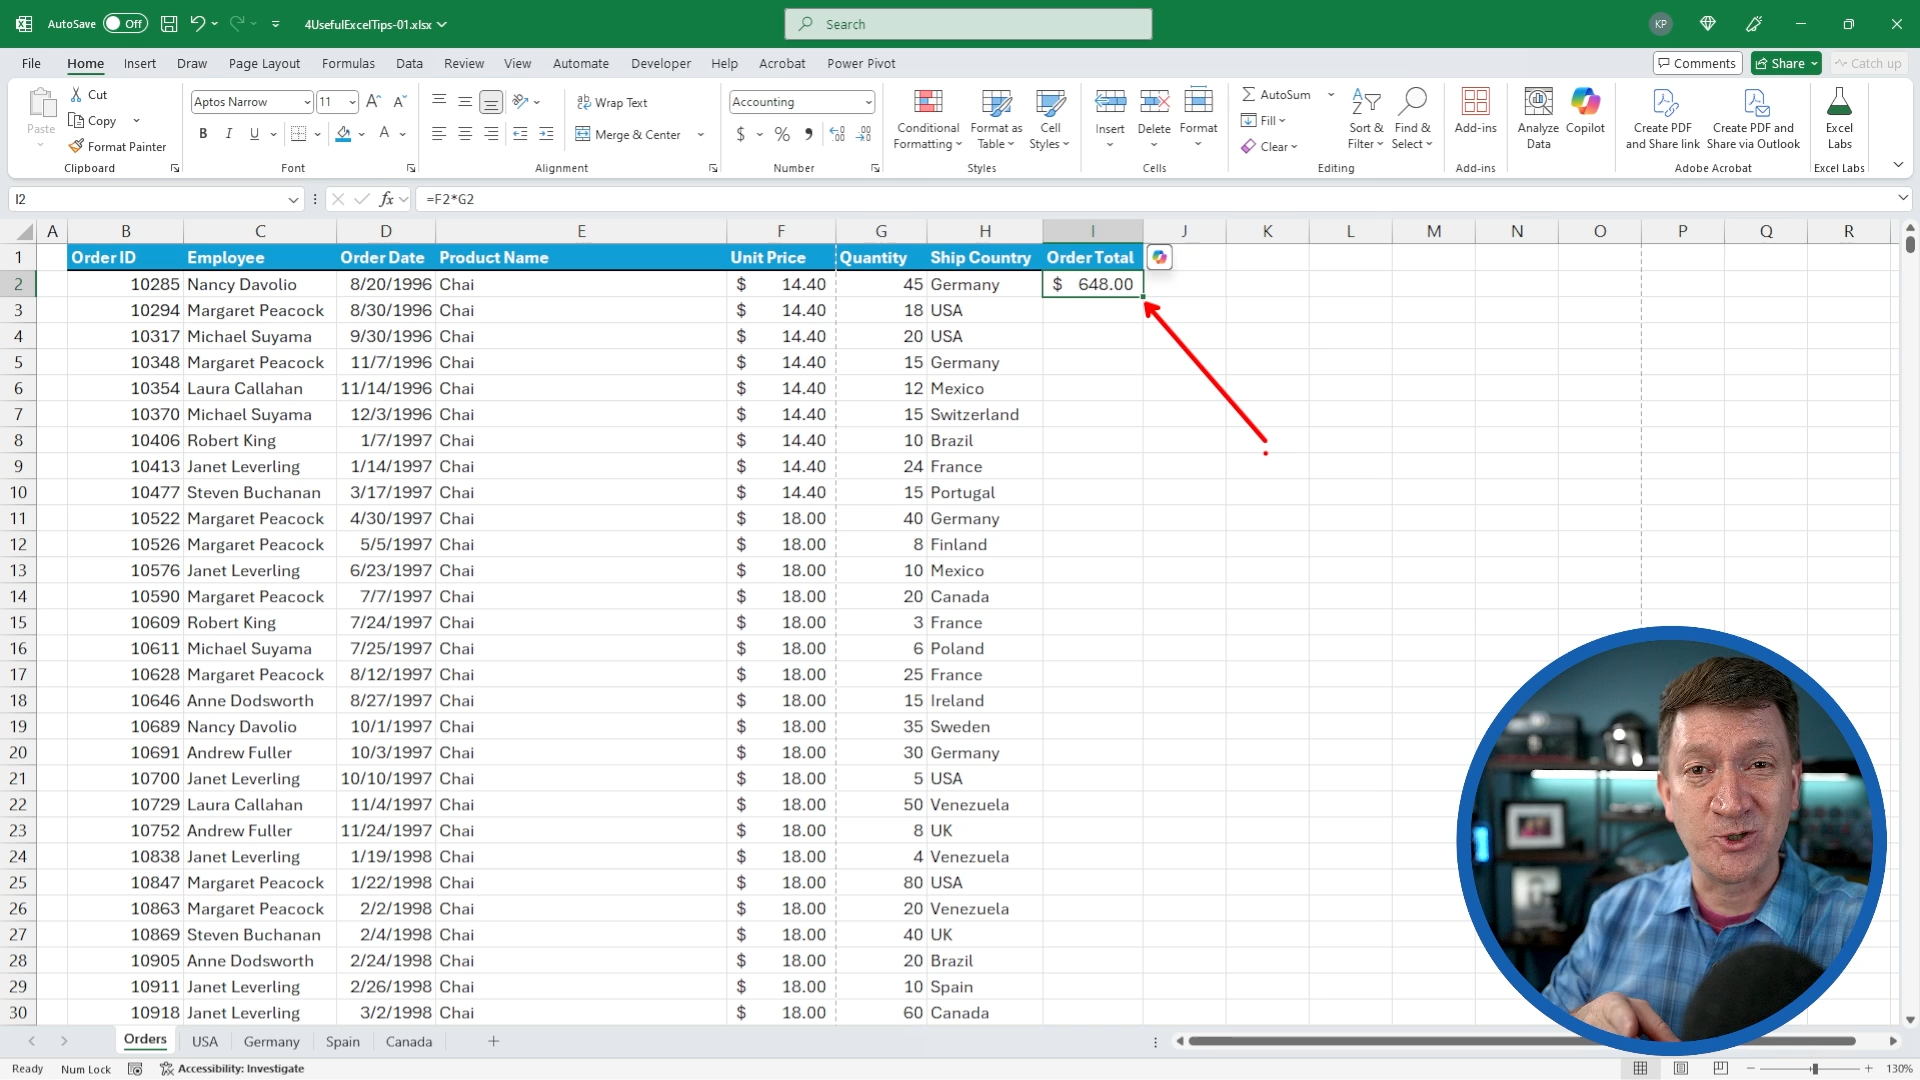 AutoSave Off 4UsefulExcelTips-01.xlsx Search KP
File Home Insert Draw Page Layout Formulas Data Review View Automate Developer Help Acrobat Power Pivot Comments Share Catch up
Paste Cut Copy Format Painter Clipboard
Aptos Narrow 11 B I U A Font
Wrap Text Merge & Center Alignment
Accounting $ % Number
Conditional Formatting Format as Table Cell Styles Styles
Insert Delete Format Cells
AutoSum Fill Clear Sort & Filter Find & Select Editing
Add-ins Add-ins
Analyze Data Copilot
Create PDF and Share link Create PDF and Share via Outlook Adobe Acrobat
Excel Labs Excel Labs
I2 fx =F2*G2
A B C D E F G H I J K L M N O P Q R
1 Order ID Employee Order Date Product Name Unit Price Quantity Ship Country Order Total
2 10285 Nancy Davolio 8/20/1996 Chai $ 14.40 45 Germany $ 648.00
3 10294 Margaret Peacock 8/30/1996 Chai $ 14.40 18 USA
4 10317 Michael Suyama 9/30/1996 Chai $ 14.40 20 USA
5 10348 Margaret Peacock 11/7/1996 Chai $ 14.40 15 Germany
6 10354 Laura Callahan 11/14/1996 Chai $ 14.40 12 Mexico
7 10370 Michael Suyama 12/3/1996 Chai $ 14.40 15 Switzerland
8 10406 Robert King 1/7/1997 Chai $ 14.40 10 Brazil
9 10413 Janet Leverling 1/14/1997 Chai $ 14.40 24 France
10 10477 Steven Buchanan 3/17/1997 Chai $ 14.40 15 Portugal
11 10522 Margaret Peacock 4/30/1997 Chai $ 18.00 40 Germany
12 10526 Margaret Peacock 5/5/1997 Chai $ 18.00 8 Finland
13 10576 Janet Leverling 6/23/1997 Chai $ 18.00 10 Mexico
14 10590 Margaret Peacock 7/7/1997 Chai $ 18.00 20 Canada
15 10609 Robert King 7/24/1997 Chai $ 18.00 3 France
16 10611 Michael Suyama 7/25/1997 Chai $ 18.00 6 Poland
17 10628 Margaret Peacock 8/12/1997 Chai $ 18.00 25 France
18 10646 Anne Dodsworth 8/27/1997 Chai $ 18.00 15 Ireland
19 10689 Nancy Davolio 10/1/1997 Chai $ 18.00 35 Sweden
20 10691 Andrew Fuller 10/3/1997 Chai $ 18.00 30 Germany
21 10700 Janet Leverling 10/10/1997 Chai $ 18.00 5 USA
22 10729 Laura Callahan 11/4/1997 Chai $ 18.00 50 Venezuela
23 10752 Andrew Fuller 11/24/1997 Chai $ 18.00 8 UK
24 10838 Janet Leverling 1/19/1998 Chai $ 18.00 4 Venezuela
25 10847 Margaret Peacock 1/22/1998 Chai $ 18.00 80 USA
26 10863 Margaret Peacock 2/2/1998 Chai $ 18.00 20 Venezuela
27 10869 Steven Buchanan 2/4/1998 Chai $ 18.00 40 UK
28 10905 Anne Dodsworth 2/24/1998 Chai $ 18.00 20 Brazil
29 10911 Janet Leverling 2/26/1998 Chai $ 18.00 10 Spain
30 10918 Janet Leverling 3/2/1998 Chai $ 18.00 60 Canada
Orders USA Germany Spain Canada
Ready Num Lock Accessibility: Investigate 130%